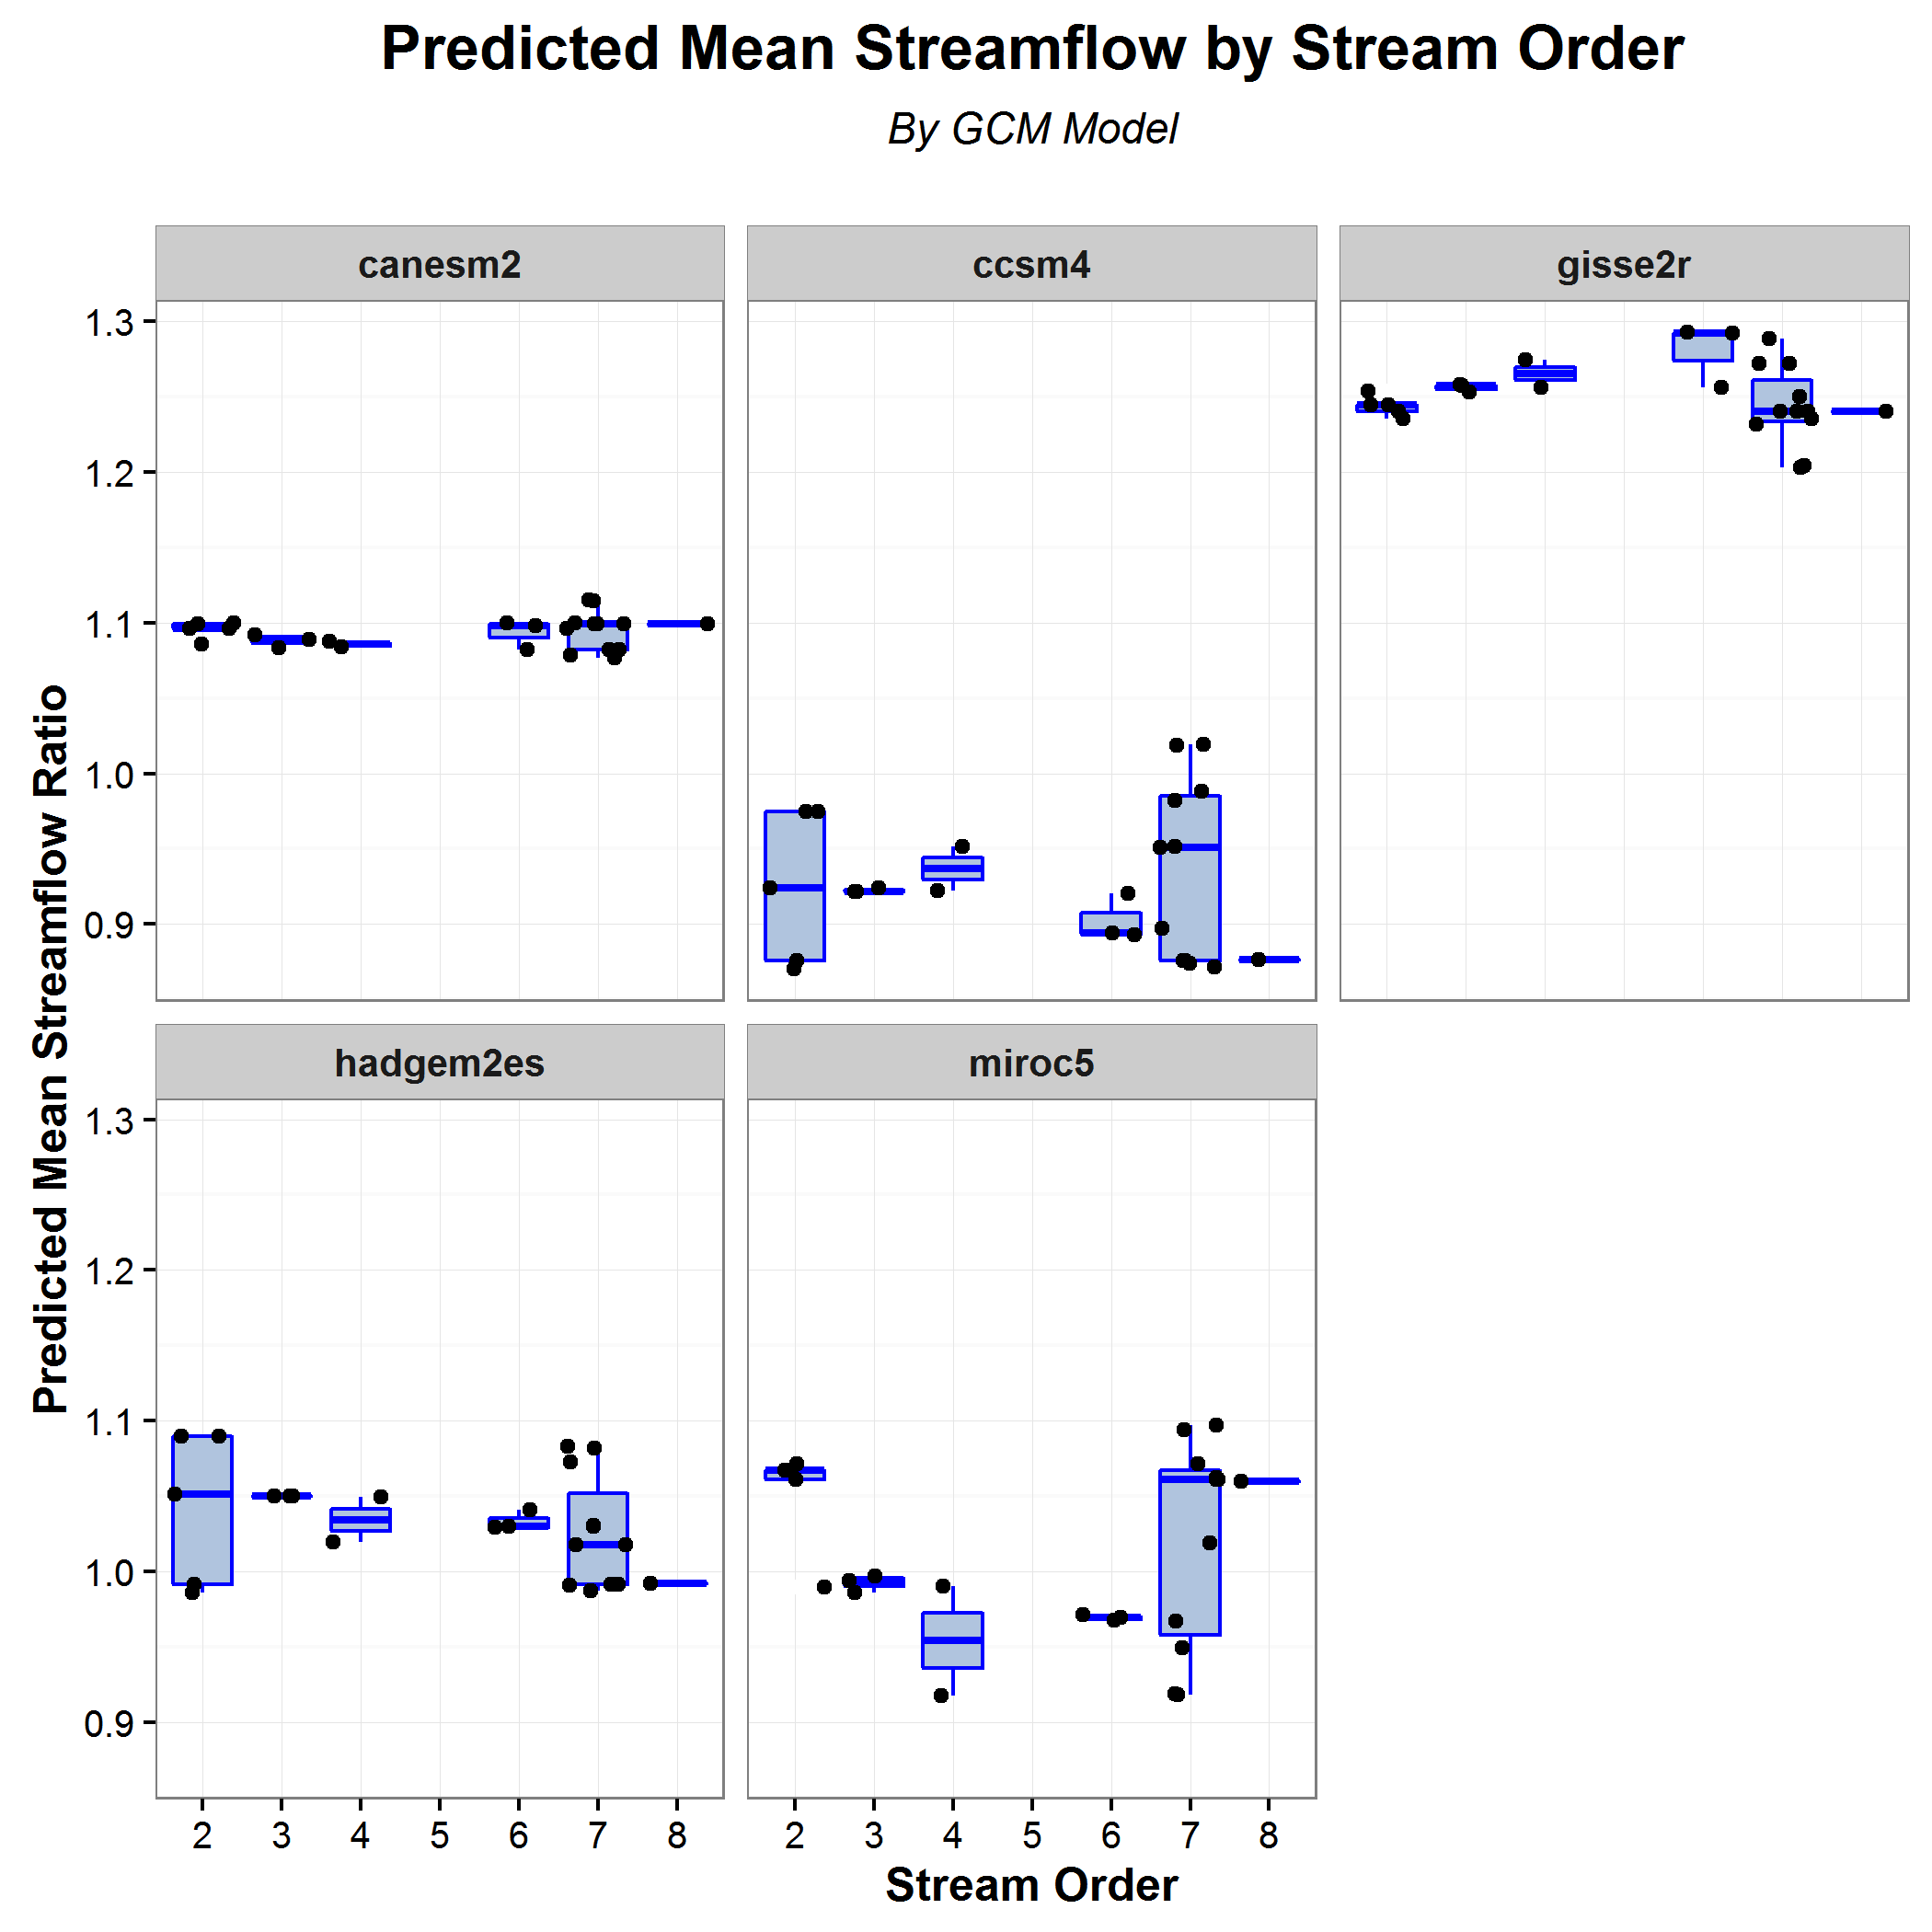 Predicted Mean Streamflow by Stream Order
By GCM Model
canesm2
ccsm4
gisse2r
1.3
1.2
1.1
1.0
0.9
Predicted Mean Streamflow Ratio
hadgem2es
miroc5
1.3
1.2
1.1
1.0
0.9
2 3 4 5 6 7 8
2 3 4 5 6 7 8
Stream Order